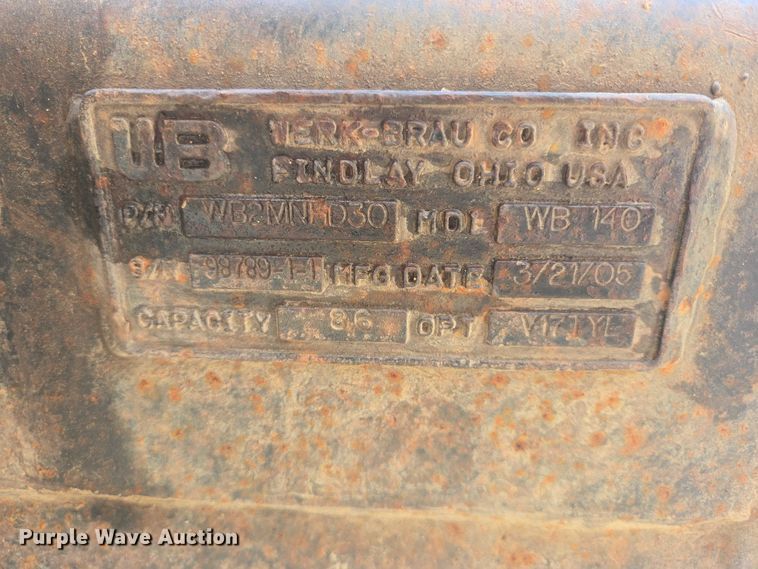 WB WERK-BRAU CO INC
FINDLAY OHIO USA
P/N WB2MNHD30 MDL WB 140
S/N 98789-1-1 MFG DATE 3/21/05
CAPACITY .86 OPT V17TYL
Purple Wave Auction